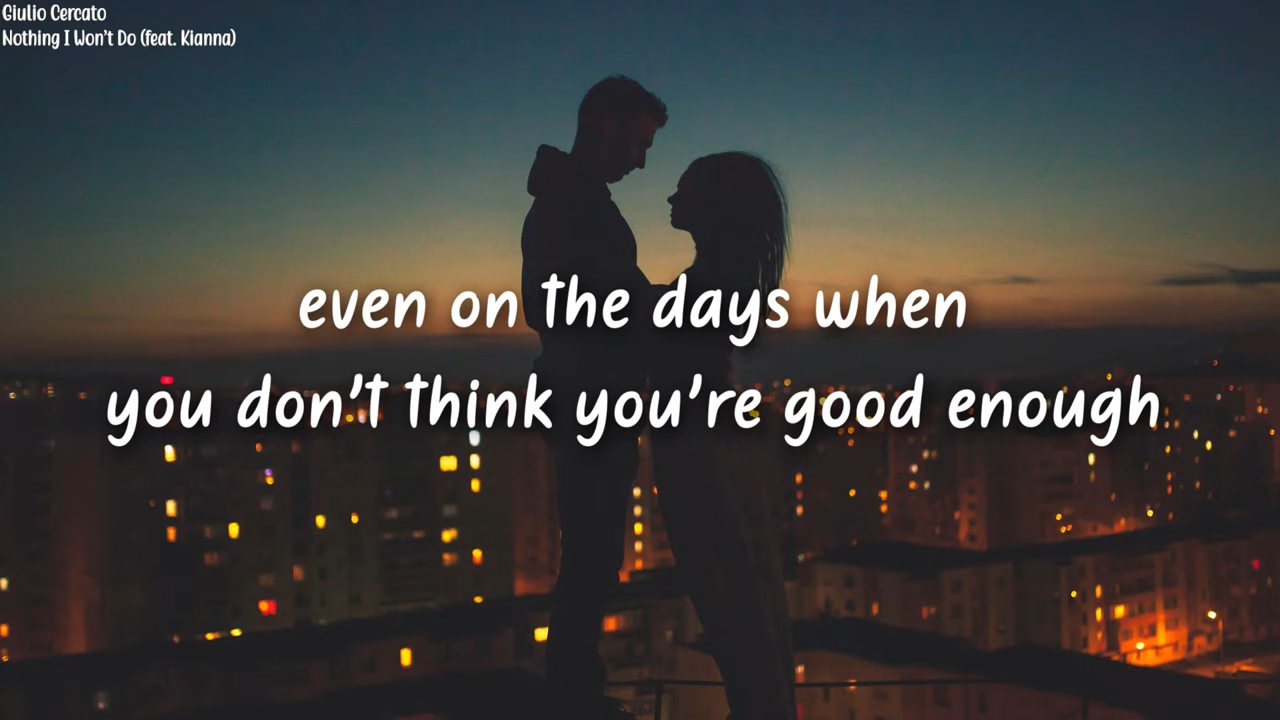 Giulio Cercato
Nothing I Won't Do (feat. Kianna)
even on the days when
you don't think you're good enough